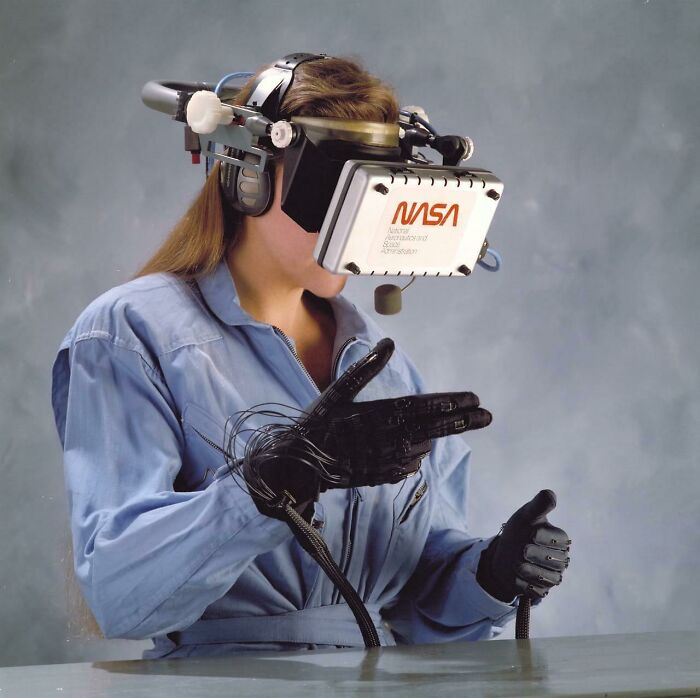 NASA
National
Aeronautics and
Space
Administration